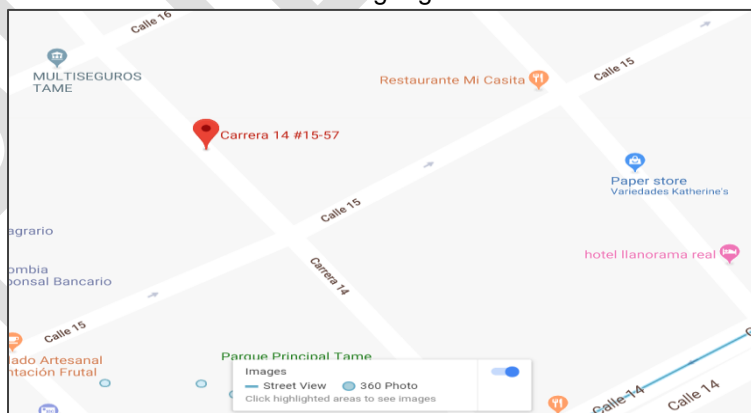 Calle 16
MULTISEGUROS
TAME
Restaurante Mi Casita
Calle 15
Carrera 14 #15-57
Paper store
Variedades Katherine's
Calle 15
agrario
hotel llanorama real
ombia
ponsal Bancario
Carrera 14
Calle 15
Parque Principal Tame
lado Artesanal
ntación Frutal
Images
Street View
360 Photo
Click highlighted areas to see images
Calle 14
Calle 14